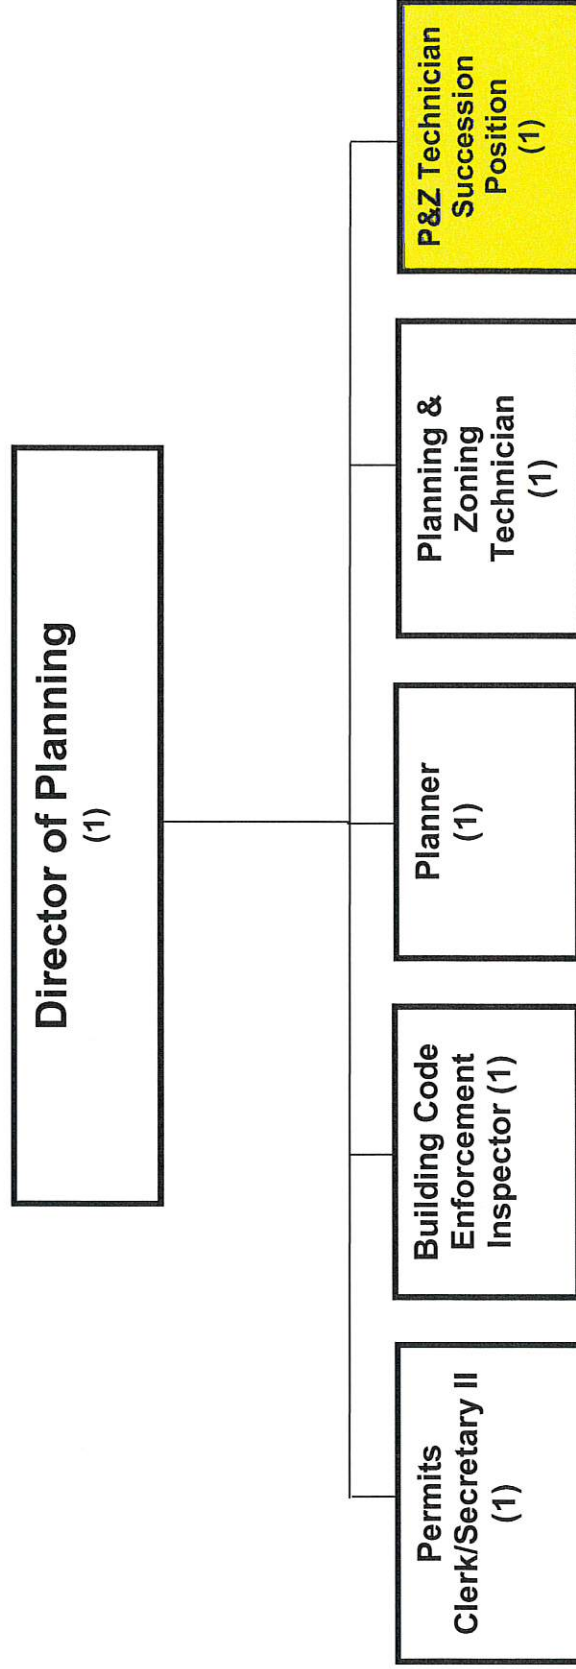 Director of Planning
(1)
Permits
Clerk/Secretary II
(1)
Building Code
Enforcement
Inspector (1)
Planner
(1)
Planning &
Zoning
Technician
(1)
P&Z Technician
Succession
Position
(1)